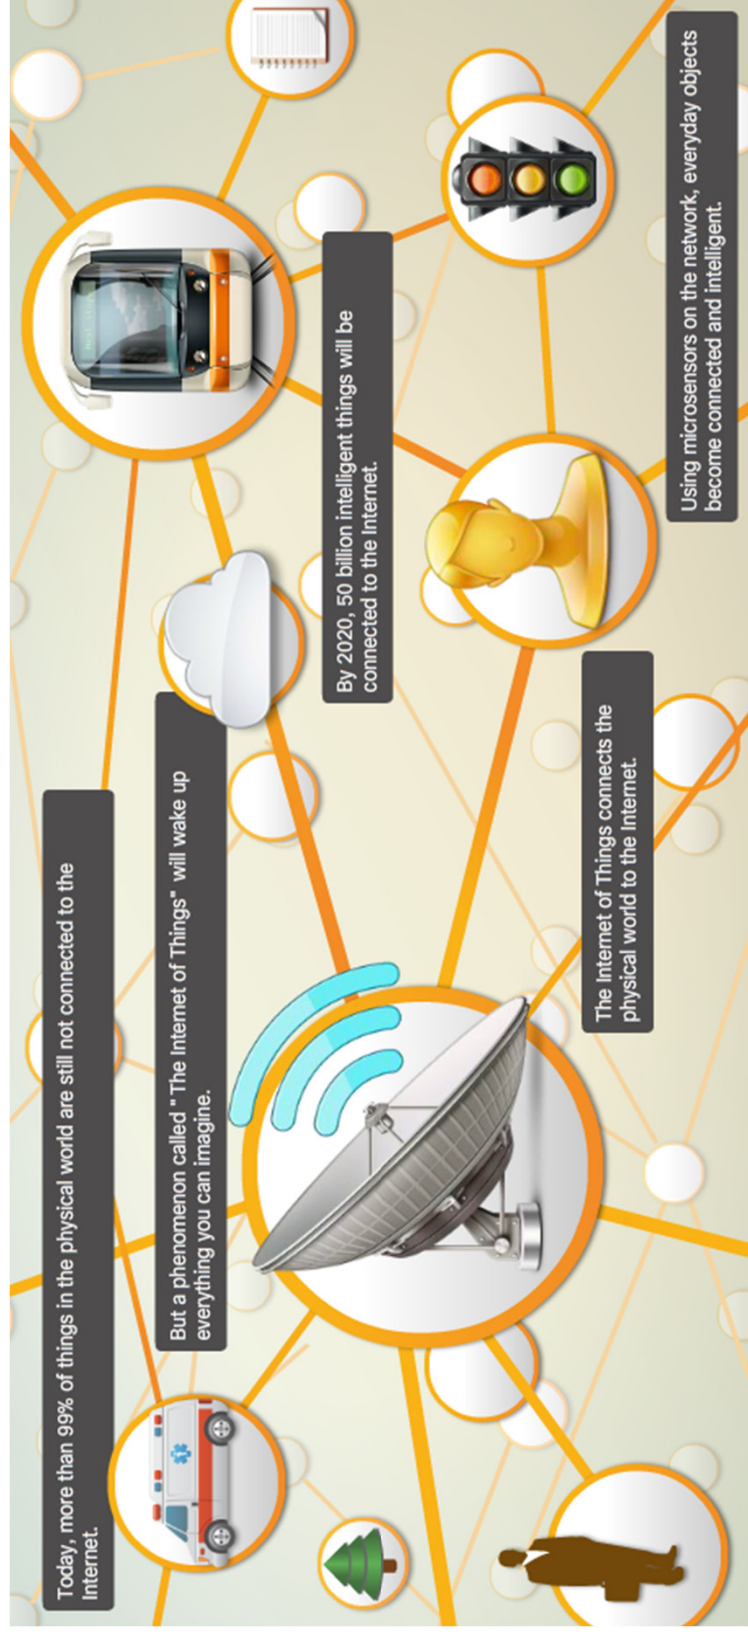 Today, more than 99% of things in the physical world are still not connected to the
Internet.
But a phenomenon called " The Internet of Things"  will wake up
everything you can imagine.
By 2020, 50 billion intelligent things will be
connected to the Internet.
The Internet of Things connects the
physical world to the Internet.
Using microsensors on the network, everyday objects
become connected and intelligent.